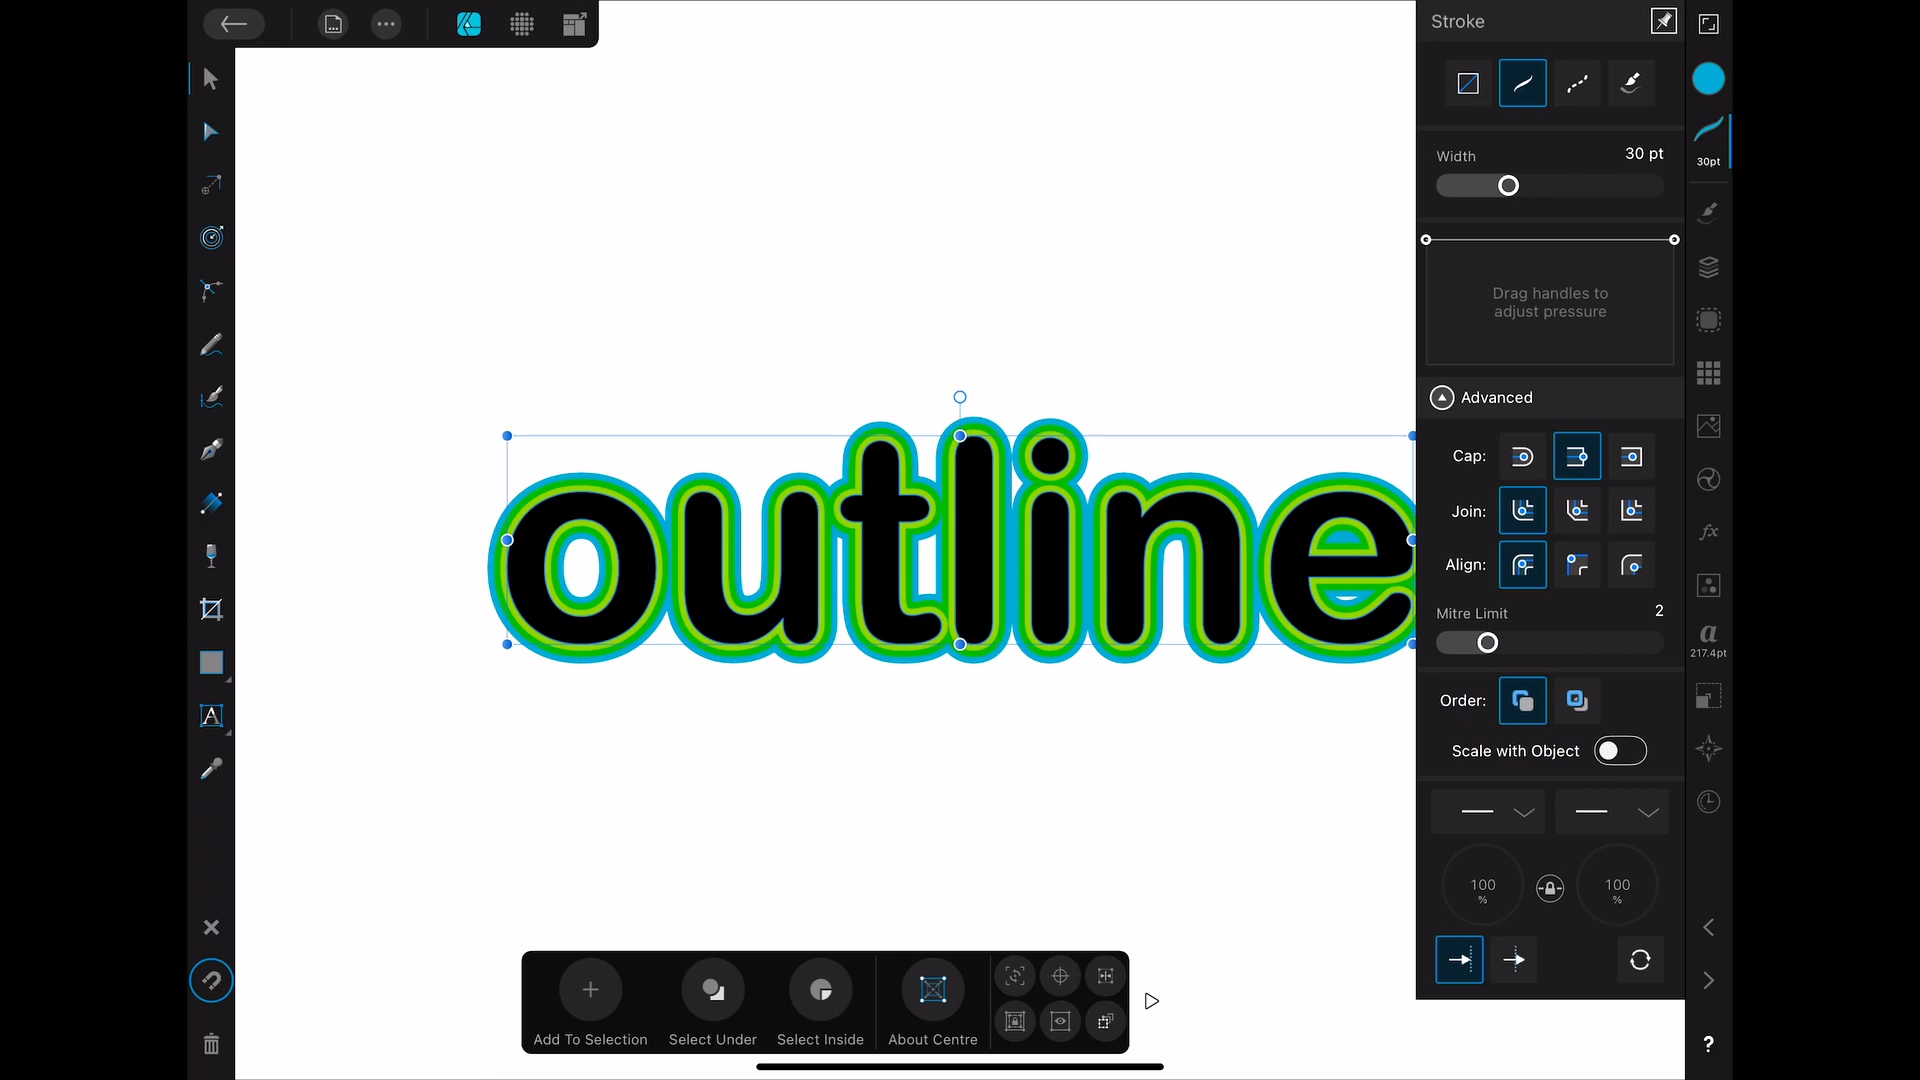 Stroke
Width
30 pt
30pt
Drag handles to
adjust pressure
Advanced
Cap:
Join:
Align:
Mitre Limit
2
a
217.4pt
fx
Order:
Scale with Object
100
%
100
%
outline
A
Add To Selection
Select Under
Select Inside
About Centre
?